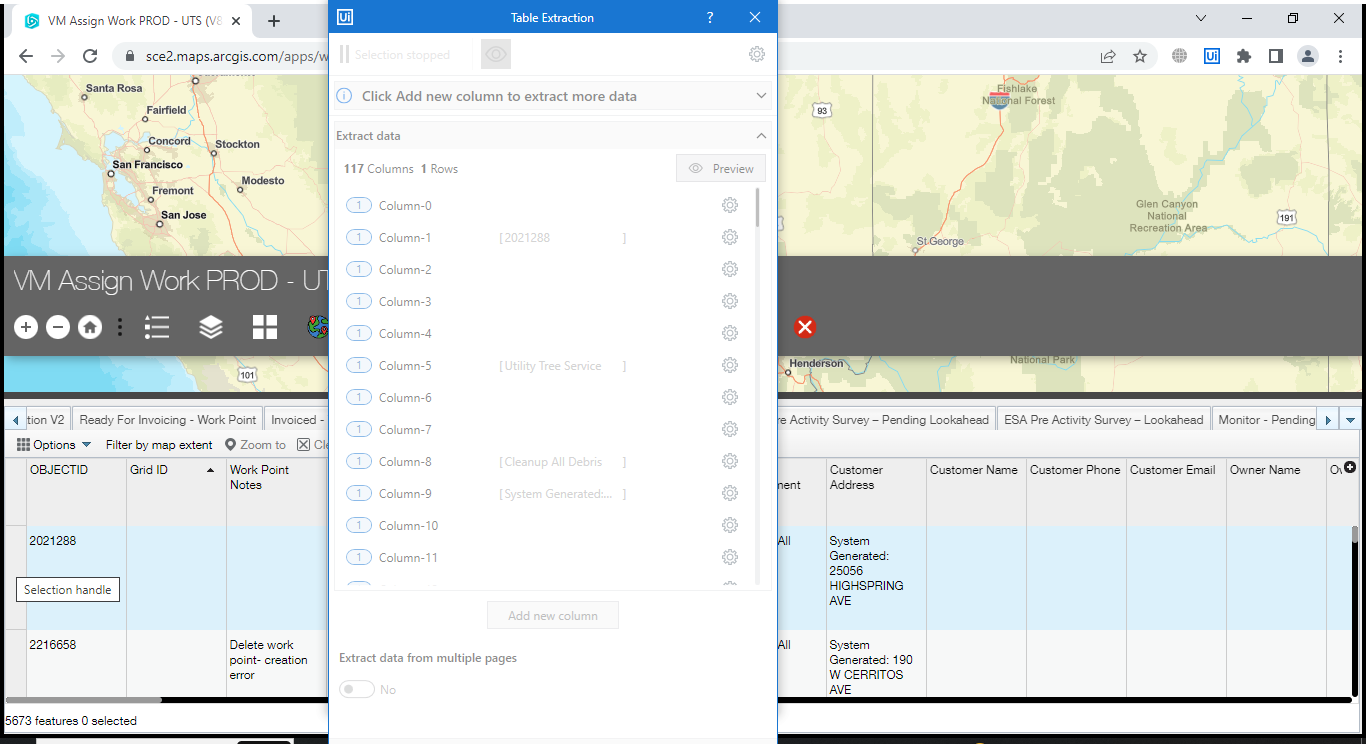 VM Assign Work PROD - UTS (V8
Ui
Table Extraction
?
sce2.maps.arcgis.com/apps/w
Selection stopped
Ui
Santa Rosa
Fairfield
Concord
Stockton
San Francisco
Modesto
Fremont
San Jose
101
Click Add new column to extract more data
Extract data
117 Columns 1 Rows
Preview
1 Column-0
1 Column-1 [2021288 ]
1 Column-2
1 Column-3
1 Column-4
1 Column-5 [Utility Tree Service ]
1 Column-6
1 Column-7
1 Column-8 [Cleanup All Debris ]
1 Column-9 [System Generated:... ]
1 Column-10
1 Column-11
Add new column
Extract data from multiple pages
No
Fishlake
National Forest
93
Glen Canyon
National
Recreation Area
191
St George
VM Assign Work PROD - UT
National Park
Henderson
tion V2
Ready For Invoicing - Work Point
Invoiced -
re Activity Survey – Pending Lookahead
ESA Pre Activity Survey – Lookahead
Monitor - Pending
Options
Filter by map extent
Zoom to
Cle
OBJECTID
Grid ID
Work Point
Notes
ment
Customer
Address
Customer Name
Customer Phone
Customer Email
Owner Name
2021288
All
System
Generated:
25056
HIGHSPRING
AVE
Selection handle
2216658
Delete work
point- creation
error
All
System
Generated: 190
W CERRITOS
AVE
5673 features 0 selected